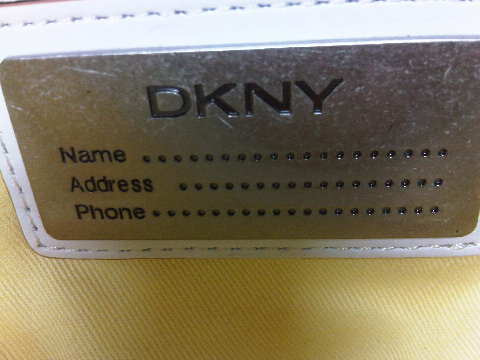 DKNY
Name ...................
Address .................
Phone ..................